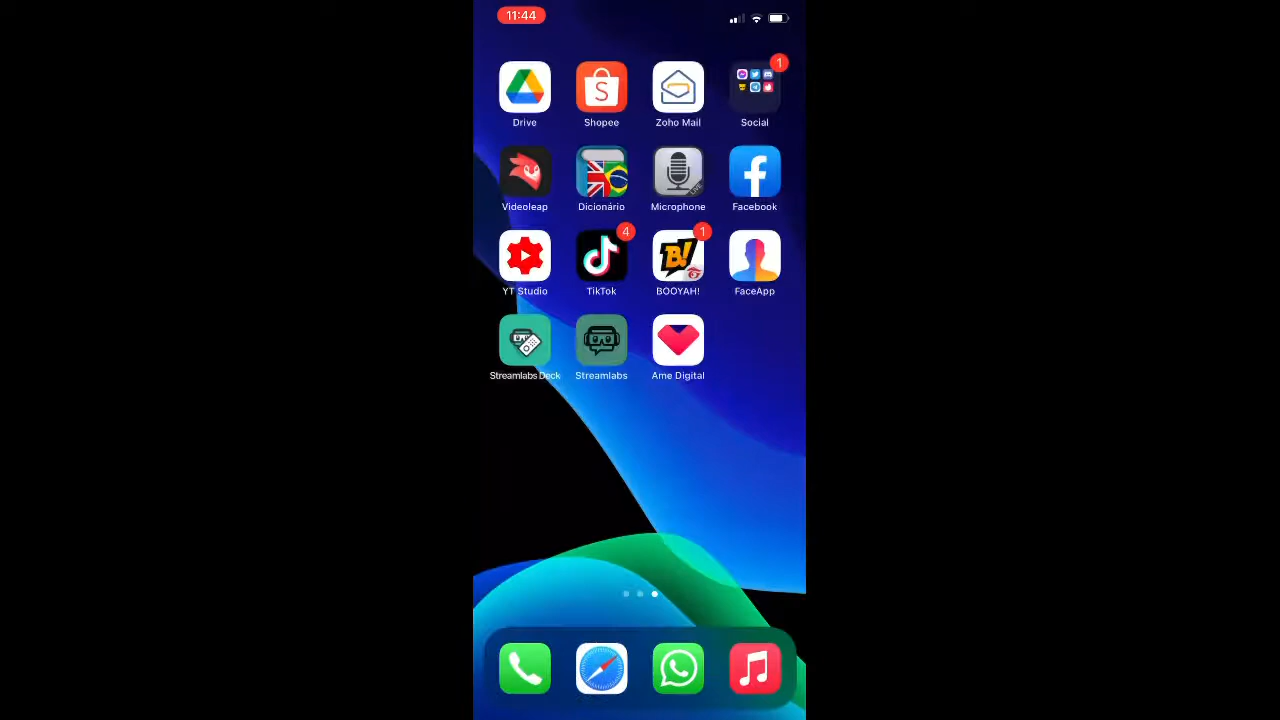 11:44
1
Drive Shopee Zoho Mail Social
Videoleap Dicionário Microphone Facebook
4 1
YT Studio TikTok BOOYAH! FaceApp
Streamlabs Deck Streamlabs Ame Digital